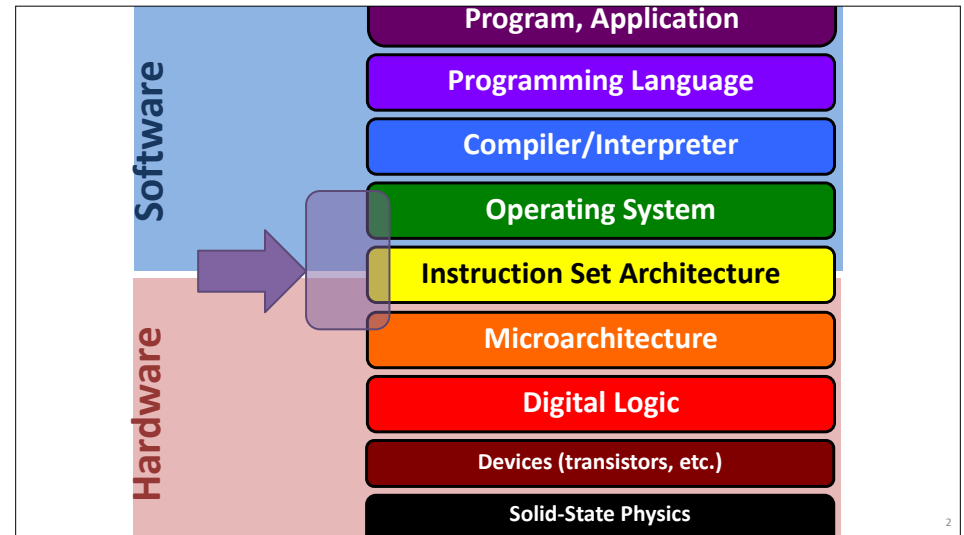 Program, Application
Software
Programming Language
Compiler/Interpreter
Operating System
Instruction Set Architecture
Hardware
Microarchitecture
Digital Logic
Devices (transistors, etc.)
Solid-State Physics
2